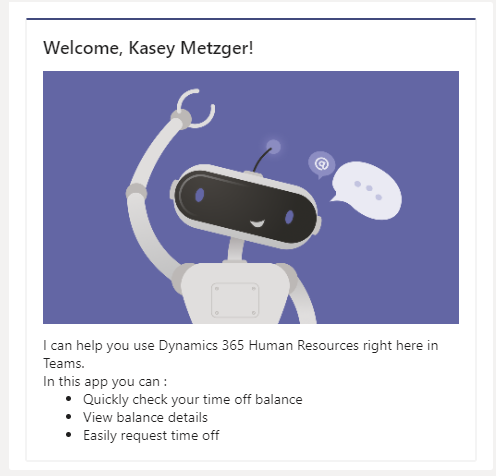 Welcome, Kasey Metzger!
@
I can help you use Dynamics 365 Human Resources right here in
Teams.
In this app you can :
• Quickly check your time off balance
• View balance details
• Easily request time off